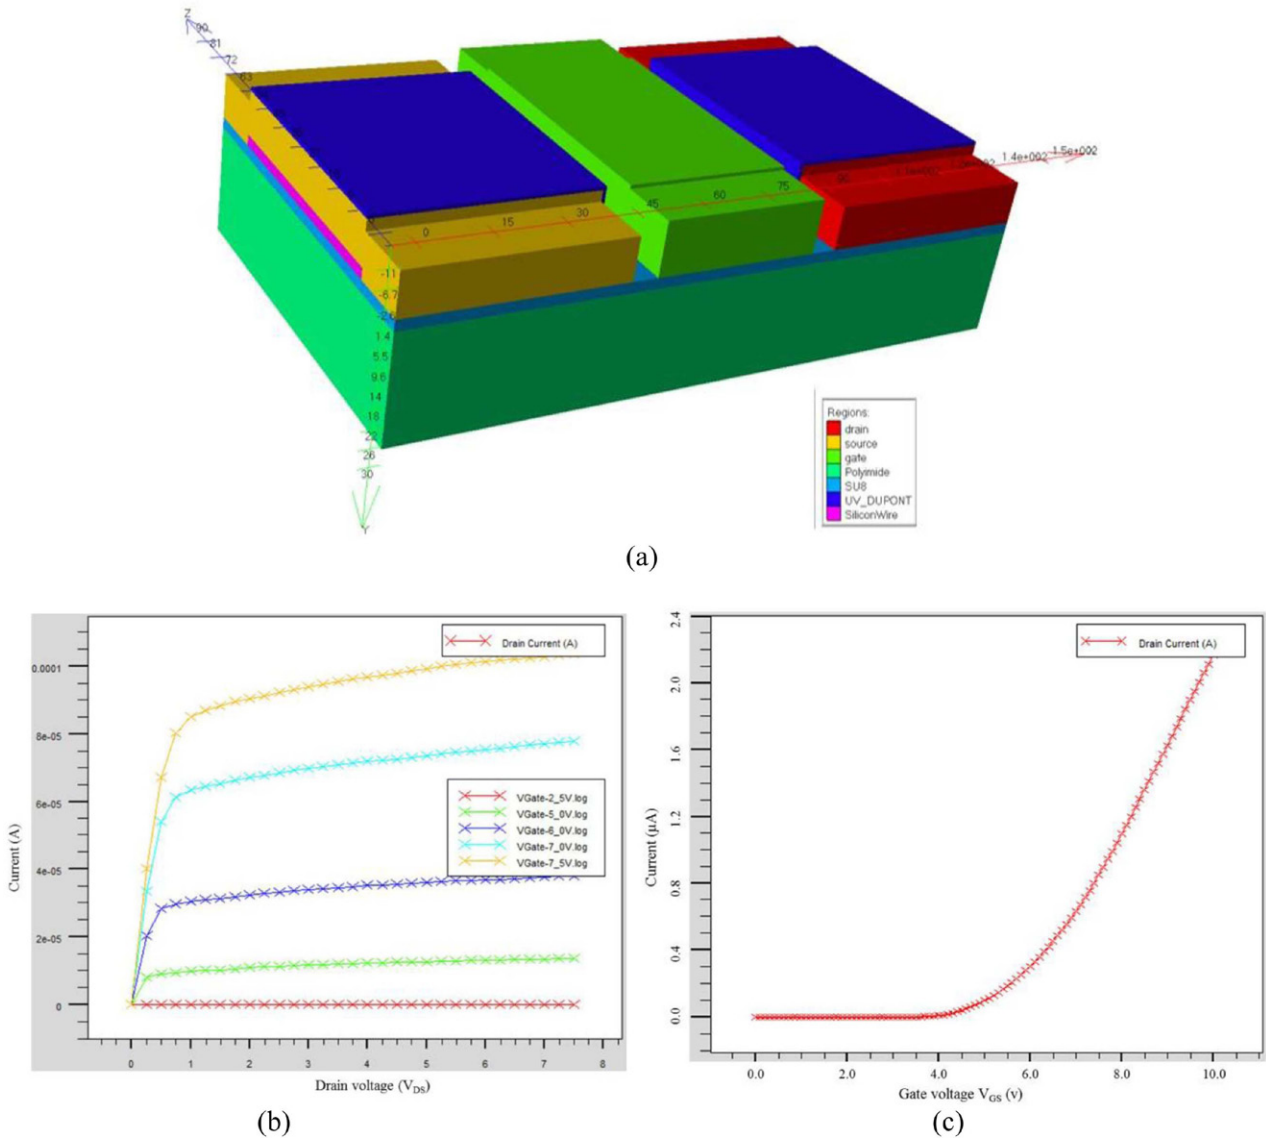 Z
90
81
72
63
0
15
30
45
60
75
90
1.4e+002
1.5e+002
-11
-6.7
-2.6
1.4
5.5
9.6
14
18
22
26
30
Y
Regions:
drain
source
gate
Polyimide
SU8
UV_DUPONT
SiliconWire
(a)
Drain Current (A)
0.0001
8e-05
6e-05
4e-05
2e-05
0
Current (A)
VGate-2_5V.log
VGate-5_0V.log
VGate-6_0V.log
VGate-7_0V.log
VGate-7_5V.log
0 1 2 3 4 5 6 7 8
Drain voltage (VDS)
(b)
Drain Current (A)
2.4
2.0
1.6
1.2
0.8
0.4
0.0
Current (µA)
0.0 2.0 4.0 6.0 8.0 10.0
Gate voltage VGS (v)
(c)